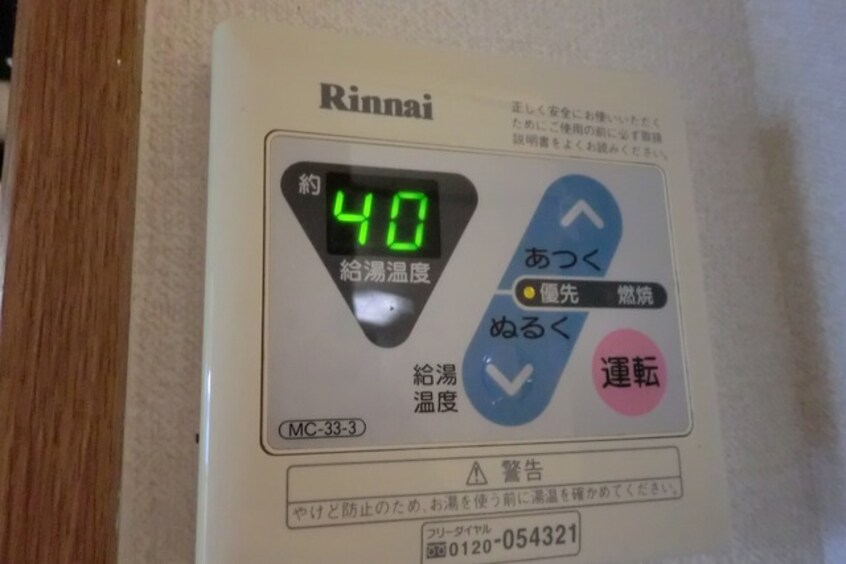 Rinnai
正しく安全にお使いいただく
ためにご使用の前に必ず取扱
説明書をよくお読みください。
約 40
給湯温度
あつく
優先 燃焼
ぬるく
給湯
温度
運転
MC-33-3
⚠ 警告
やけど防止のため、お湯を使う前に湯温を確かめてください。
フリーダイヤル
0120-054321